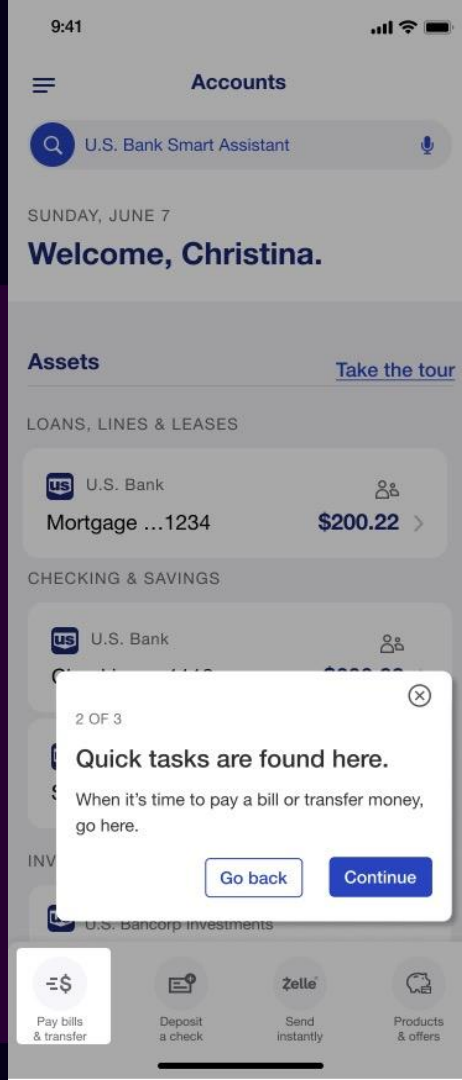 9:41
Accounts
U.S. Bank Smart Assistant
SUNDAY, JUNE 7
Welcome, Christina.
Assets
Take the tour
LOANS, LINES & LEASES
us U.S. Bank
Mortgage ...1234
$200.22
CHECKING & SAVINGS
us U.S. Bank
2 OF 3
Quick tasks are found here.
When it's time to pay a bill or transfer money,
go here.
Go back
Continue
INV
U.S. Bancorp Investments
Pay bills
& transfer
Deposit
a check
Zelle
Send
instantly
Products
& offers